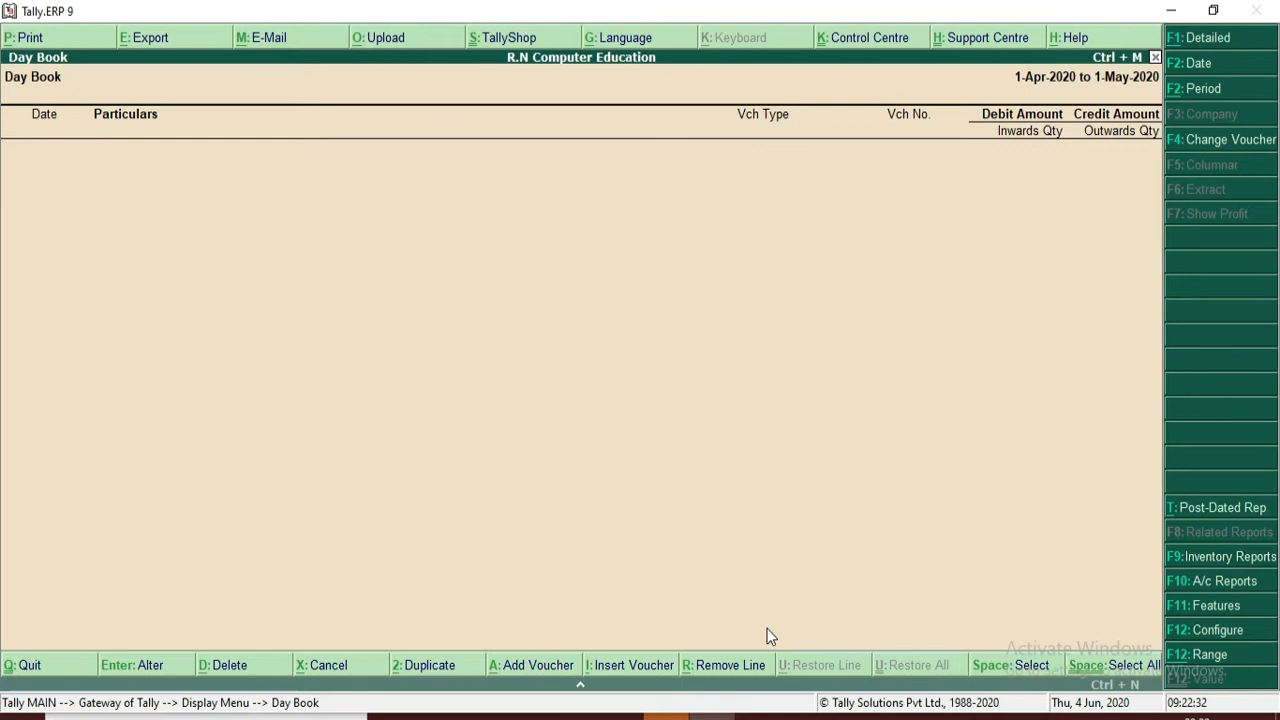 Tally.ERP 9
P: Print E: Export M: E-Mail O: Upload S: TallyShop G: Language K: Keyboard K: Control Centre H: Support Centre H: Help
Day Book R.N Computer Education Ctrl + M
Day Book 1-Apr-2020 to 1-May-2020
Date Particulars Vch Type Vch No. Debit Amount Credit Amount
Inwards Qty Outwards Qty
F1: Detailed
F2: Date
F2: Period
F3: Company
F4: Change Voucher
F5: Columnar
F6: Extract
F7: Show Profit
T: Post-Dated Rep
F8: Related Reports
F9: Inventory Reports
F10: A/c Reports
F11: Features
F12: Configure
F12: Range
F12: Value
Activate Windows
Q: Quit Enter: Alter D: Delete X: Cancel 2: Duplicate A: Add Voucher I: Insert Voucher R: Remove Line U: Restore Line U: Restore All Space: Select Space: Select All
Ctrl + N
Tally MAIN --> Gateway of Tally --> Display Menu --> Day Book © Tally Solutions Pvt Ltd., 1988-2020 Thu, 4 Jun, 2020 09:22:32